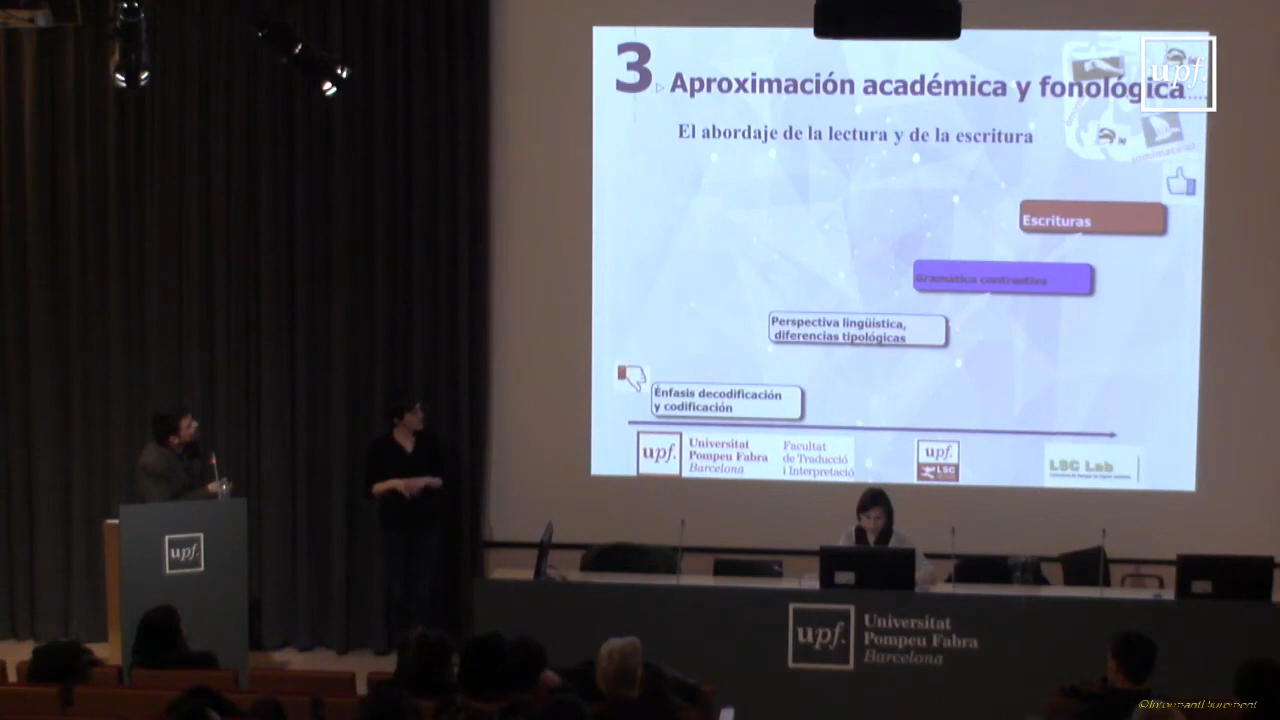 3
Aproximación académica y fonológica
upf.
El abordaje de la lectura y de la escritura
Escrituras
Gramática contrastiva
Perspectiva lingüística,
diferencias tipológicas
Énfasis decodificación
y codificación
upf.
Universitat
Pompeu Fabra
Barcelona
Facultat
de Traducció
i Interpretació
upf.
LSC
LSC Lab
upf.
upf.
Universitat
Pompeu Fabra
Barcelona